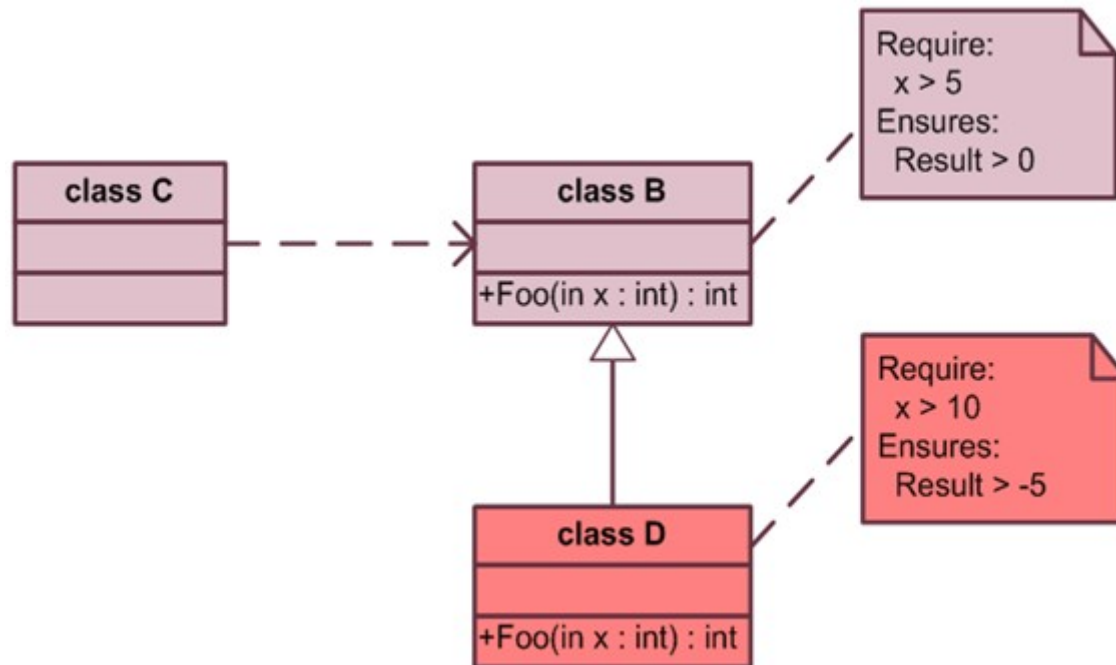 Require:
x > 5
Ensures:
Result > 0
class C
class B
+Foo(in x : int) : int
Require:
x > 10
Ensures:
Result > -5
class D
+Foo(in x : int) : int